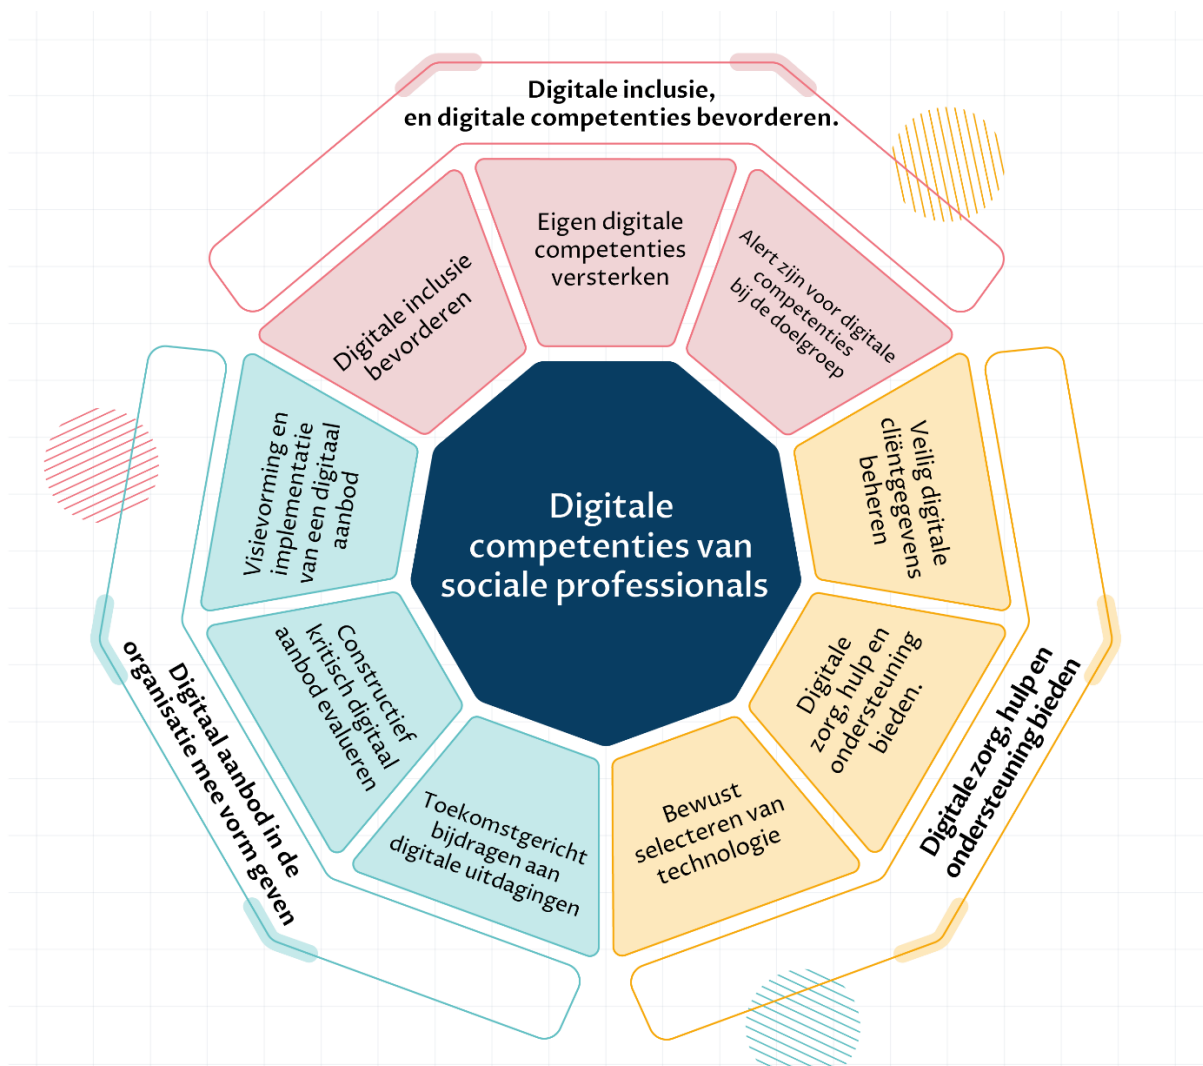 Digitale inclusie,
en digitale competenties bevorderen.
Eigen digitale
competenties
versterken
Alert zijn voor digitale
competenties
bij de doelgroep
Digitale inclusie
bevorderen
Veilig digitale
cliëntgegevens
beheren
Visievorming en
implementatie
van een digitaal
aanbod
Digitale
competenties van
sociale professionals
Digitale
zorg, hulp en
ondersteuning
bieden.
Digitale zorg, hulp en
ondersteuning bieden
Constructief
kritisch digitaal
aanbod evalueren
Digitaal aanbod in de
organisatie mee vorm geven
Toekomstgericht
bijdragen aan
digitale uitdagingen
Bewust
selecteren van
technologie